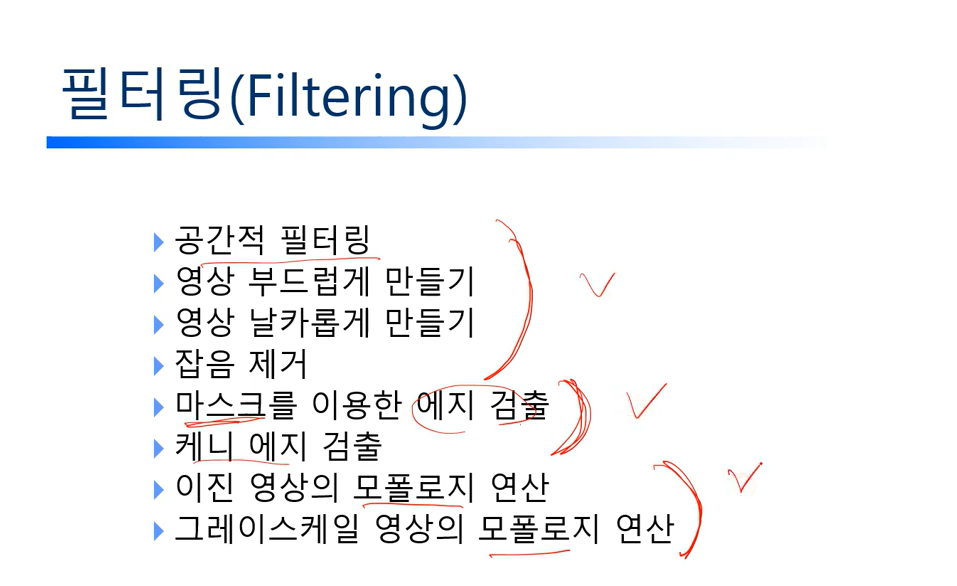 필터링(Filtering)
공간적 필터링
영상 부드럽게 만들기
영상 날카롭게 만들기
잡음 제거
마스크를 이용한 에지 검출
케니 에지 검출
이진 영상의 모폴로지 연산
그레이스케일 영상의 모폴로지 연산